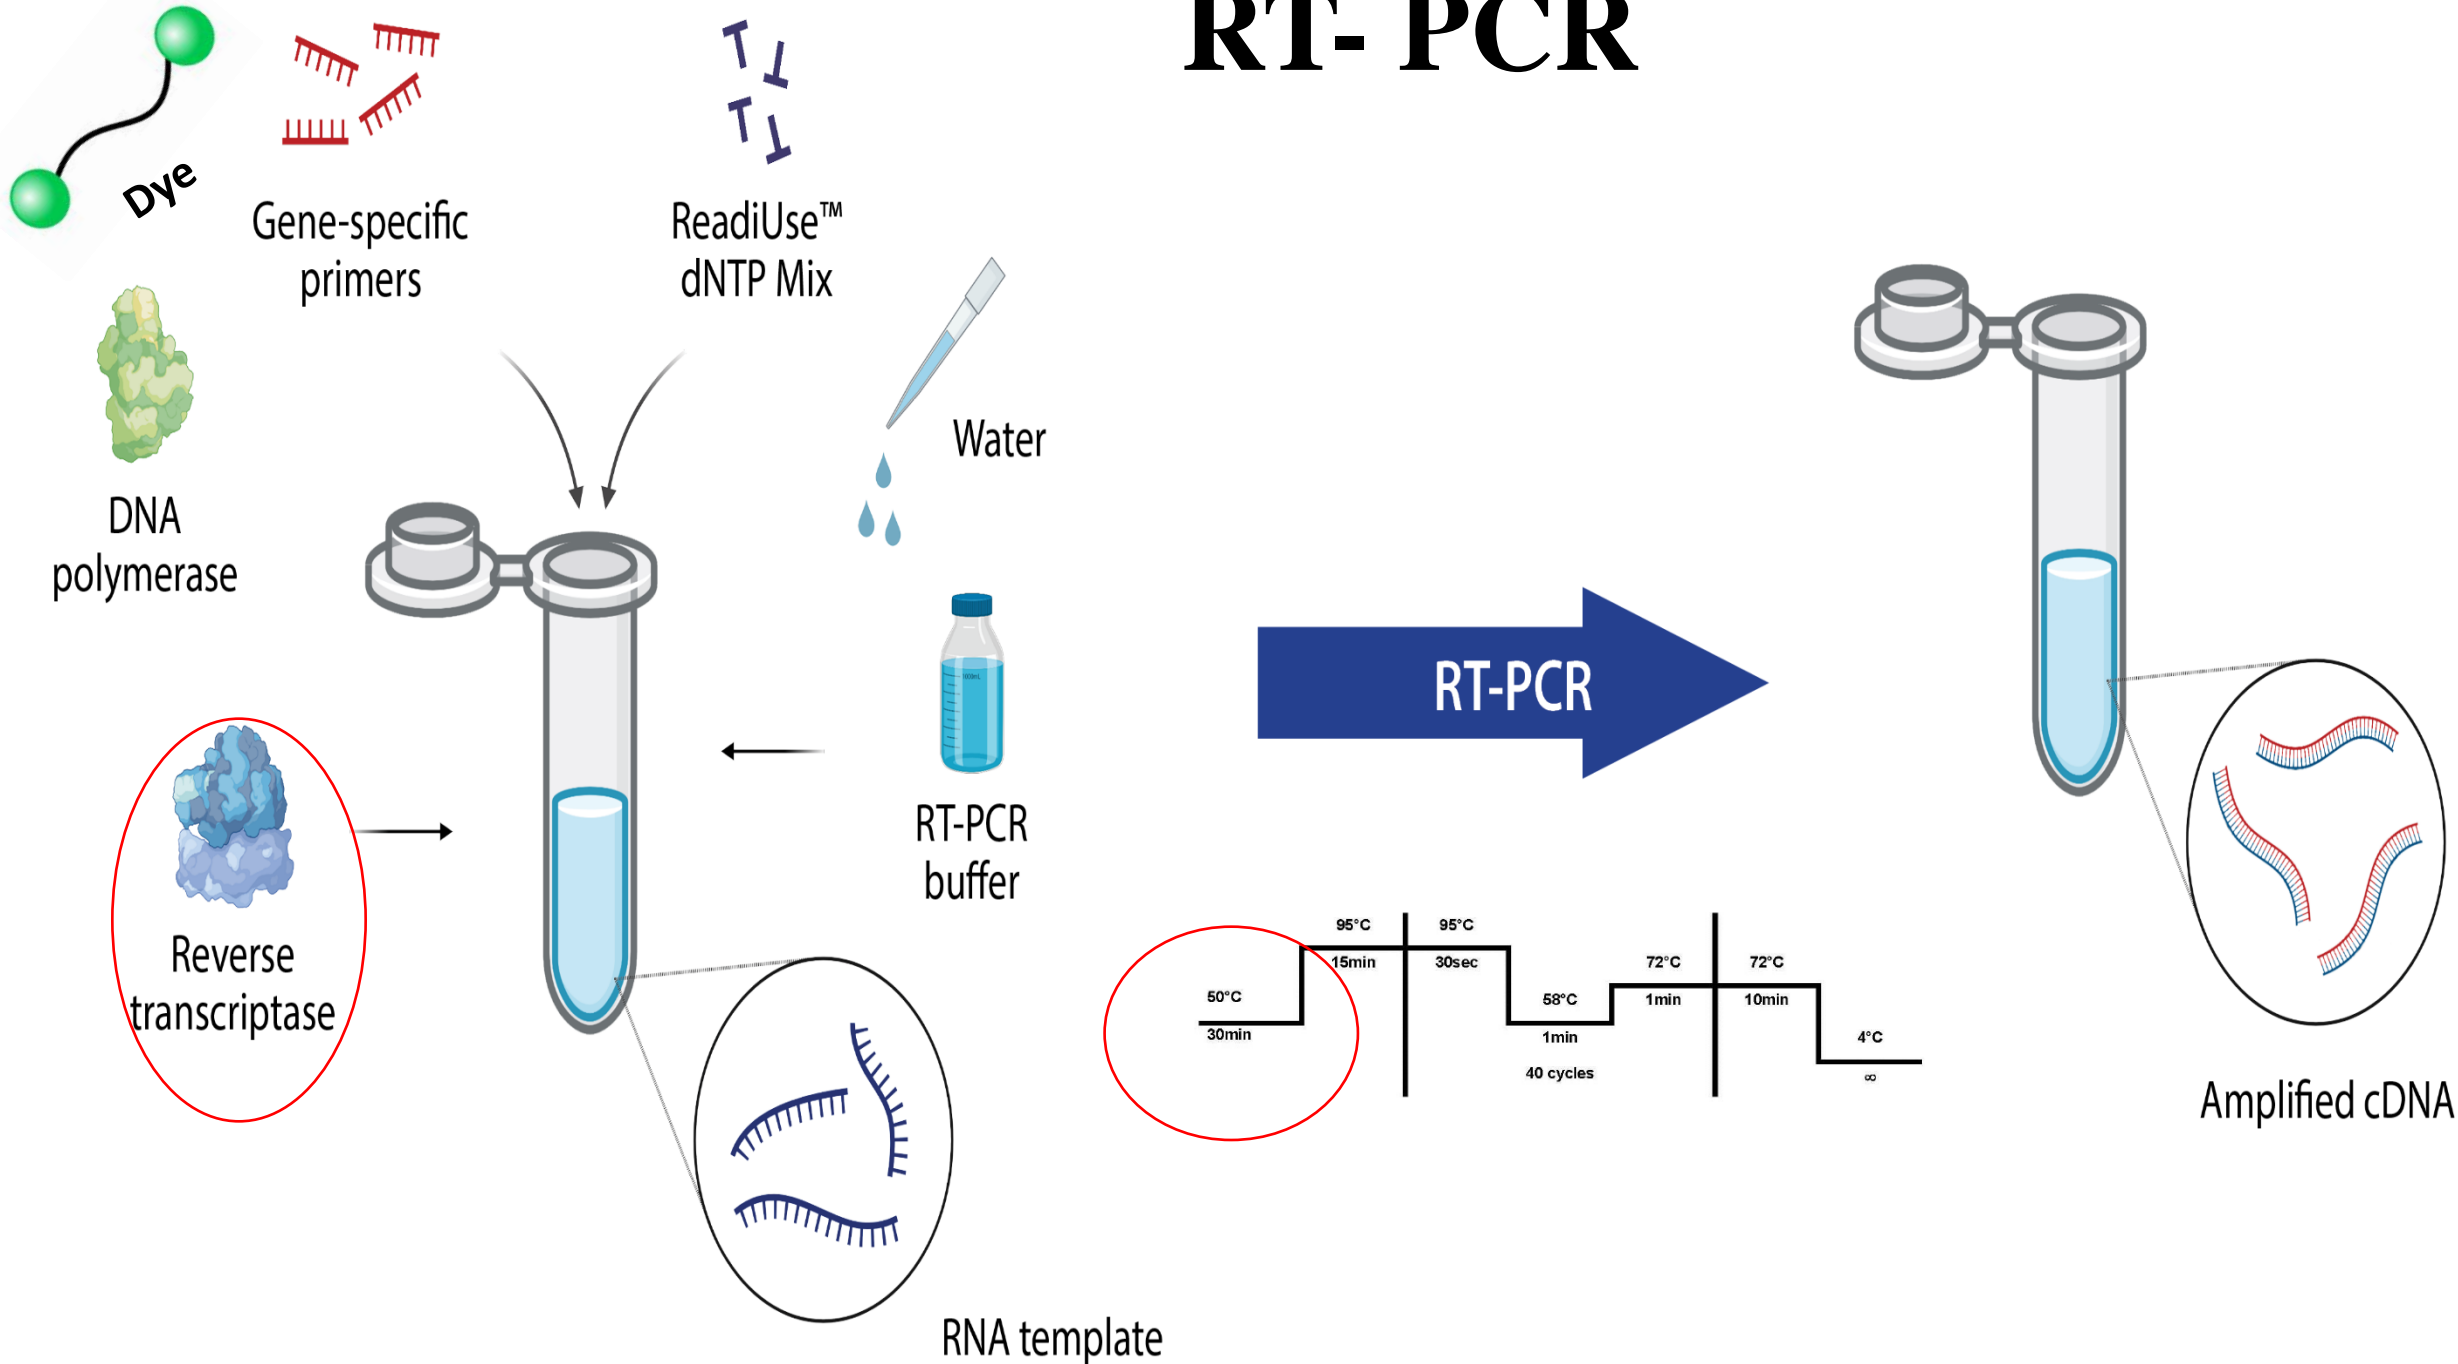 RT- PCR
Dye
Gene-specific
primers
ReadiUse™
dNTP Mix
Water
DNA
polymerase
RT-PCR
buffer
Reverse
transcriptase
RNA template
RT-PCR
95°C
15min
95°C
30sec
50°C
30min
58°C
1min
40 cycles
72°C
1min
72°C
10min
4°C
∞
Amplified cDNA